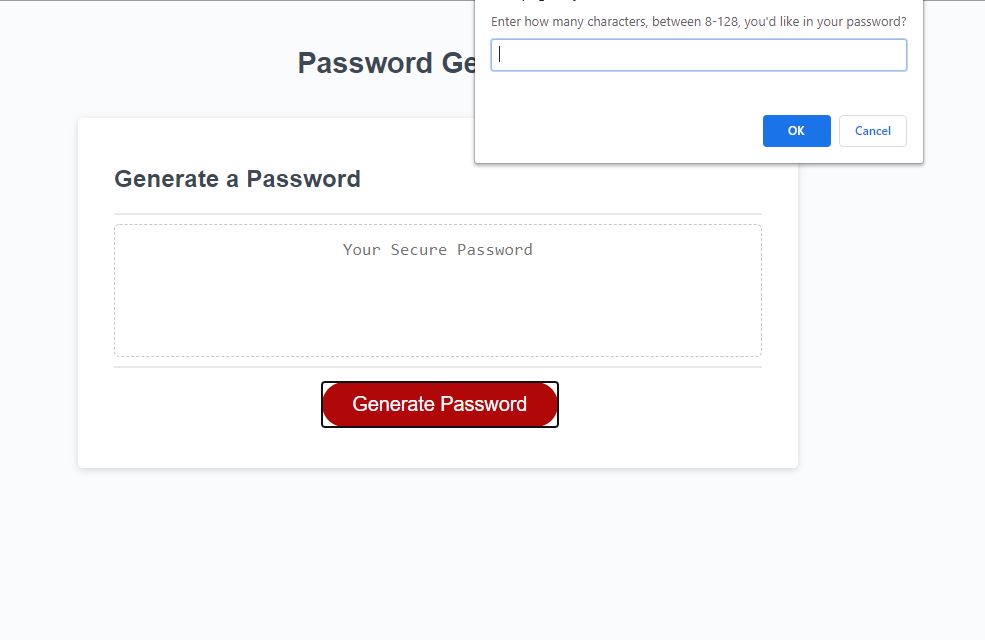 Enter how many characters, between 8-128, you'd like in your password?
OK
Cancel
Password Ge
Generate a Password
Your Secure Password
Generate Password